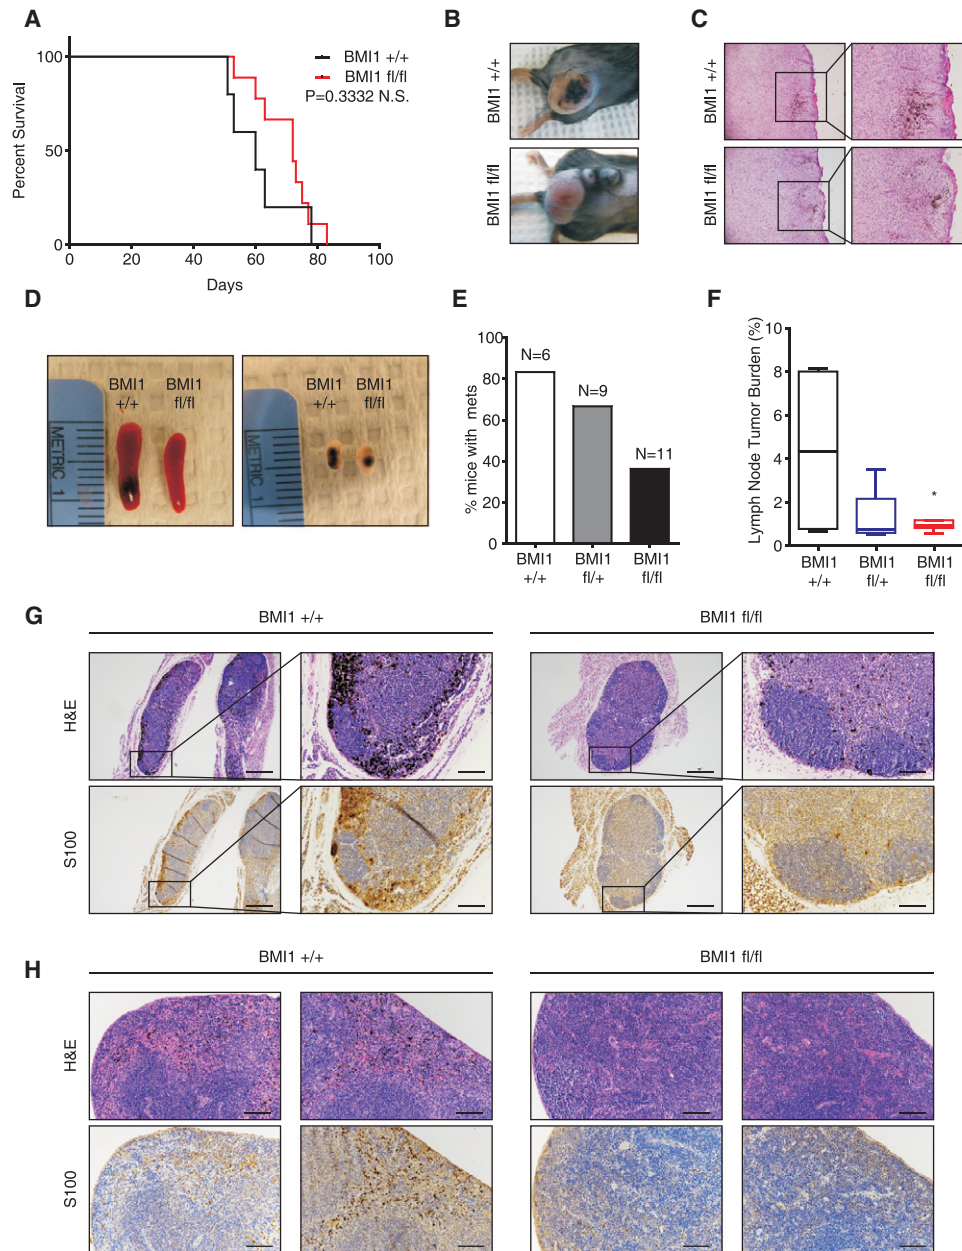 A
100
50
0
Percent Survival
0
20
40
60
80
100
Days
BMI1 +/+
BMI1 fl/fl
P=0.3332 N.S.
B
BMI1 +/+
BMI1 fl/fl
C
BMI1 +/+
BMI1 fl/fl
D
BMI1
+/+
BMI1
fl/fl
METRIC 1
BMI1
+/+
BMI1
fl/fl
METRIC 1
E
% mice with mets
100
80
60
40
20
0
N=6
N=9
N=11
BMI1
+/+
BMI1
fl/+
BMI1
fl/fl
F
Lymph Node Tumor Burden (%)
10
8
6
4
2
0
*
BMI1
+/+
BMI1
fl/+
BMI1
fl/fl
G
BMI1 +/+
BMI1 fl/fl
H&E
S100
H
BMI1 +/+
BMI1 fl/fl
H&E
S100